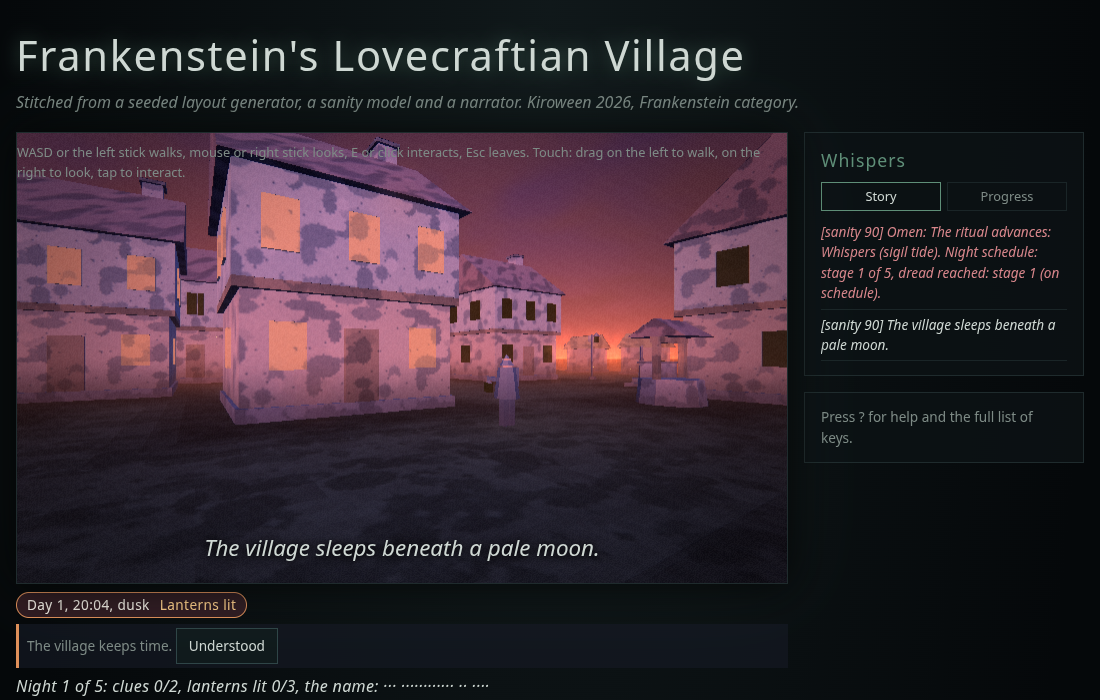 Frankenstein's Lovecraftian Village
Stitched from a seeded layout generator, a sanity model and a narrator. Kiroween 2026, Frankenstein category.
WASD or the left stick walks, mouse or right stick looks, E or click interacts, Esc leaves. Touch: drag on the left to walk, on the
right to look, tap to interact.
The village sleeps beneath a pale moon.
Day 1, 20:04, dusk Lanterns lit
The village keeps time. Understood
Night 1 of 5: clues 0/2, lanterns lit 0/3, the name: ··· ············ ·· ····
Whispers
Story Progress
[sanity 90] Omen: The ritual advances:
Whispers (sigil tide). Night schedule:
stage 1 of 5, dread reached: stage 1 (on
schedule).
[sanity 90] The village sleeps beneath a
pale moon.
Press ? for help and the full list of
keys.